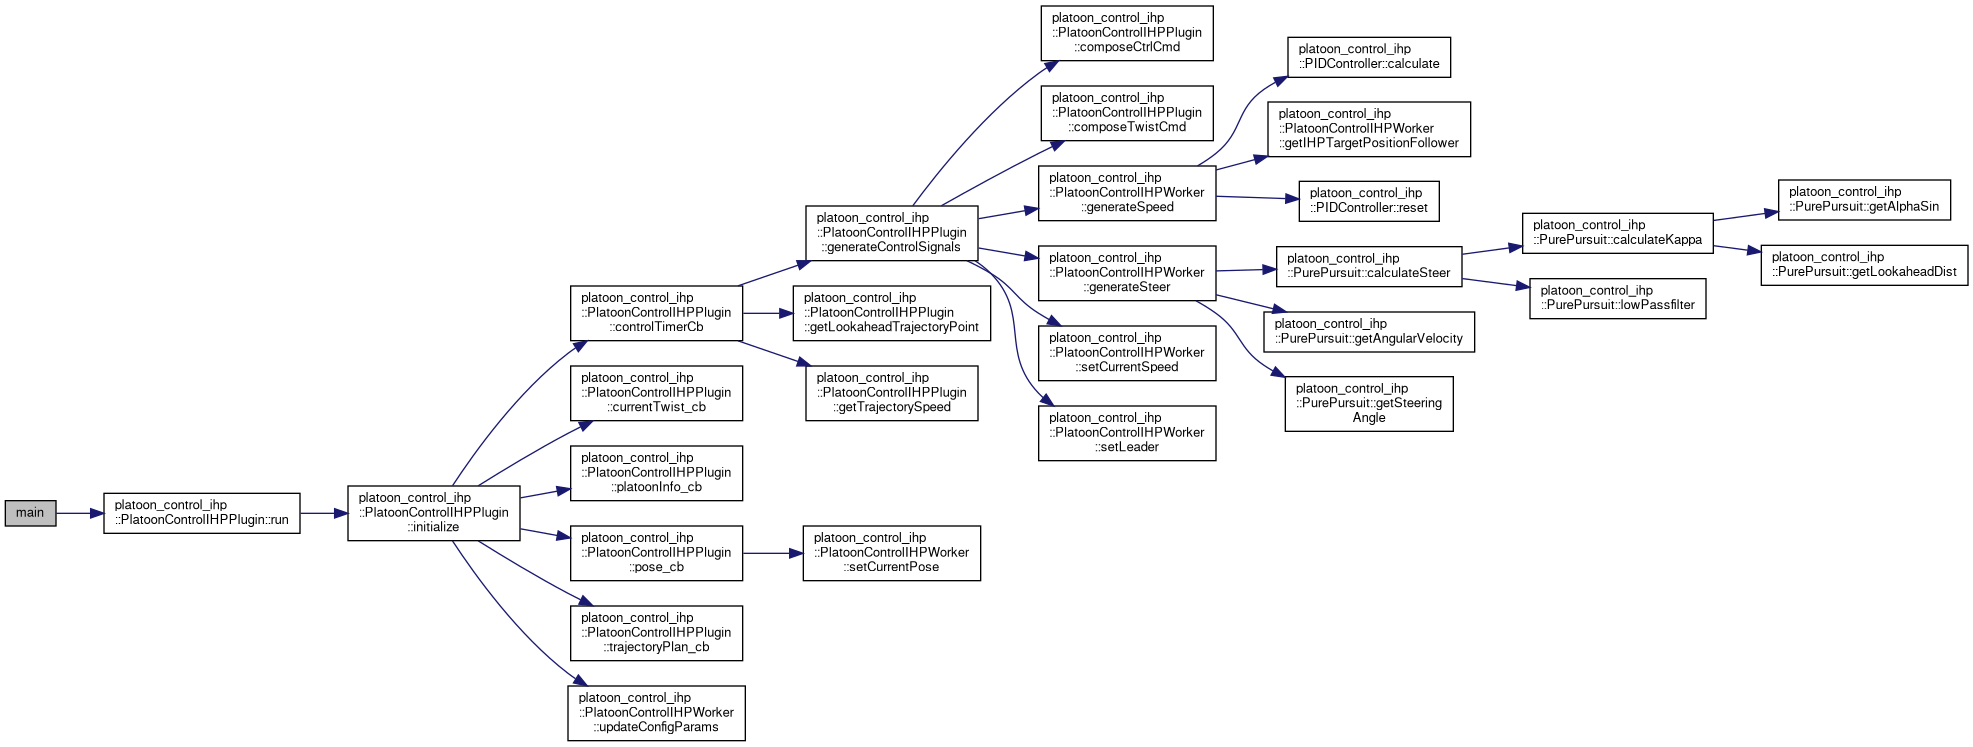 main
platoon_control_ihp
::PlatoonControlIHPPlugin::run
platoon_control_ihp
::PlatoonControlIHPPlugin
::initialize
platoon_control_ihp
::PlatoonControlIHPPlugin
::controlTimerCb
platoon_control_ihp
::PlatoonControlIHPPlugin
::currentTwist_cb
platoon_control_ihp
::PlatoonControlIHPPlugin
::platoonInfo_cb
platoon_control_ihp
::PlatoonControlIHPPlugin
::pose_cb
platoon_control_ihp
::PlatoonControlIHPPlugin
::trajectoryPlan_cb
platoon_control_ihp
::PlatoonControlIHPWorker
::updateConfigParams
platoon_control_ihp
::PlatoonControlIHPPlugin
::generateControlSignals
platoon_control_ihp
::PlatoonControlIHPPlugin
::getLookaheadTrajectoryPoint
platoon_control_ihp
::PlatoonControlIHPPlugin
::getTrajectorySpeed
platoon_control_ihp
::PlatoonControlIHPWorker
::setCurrentPose
platoon_control_ihp
::PlatoonControlIHPPlugin
::composeCtrlCmd
platoon_control_ihp
::PlatoonControlIHPPlugin
::composeTwistCmd
platoon_control_ihp
::PlatoonControlIHPWorker
::generateSpeed
platoon_control_ihp
::PlatoonControlIHPWorker
::generateSteer
platoon_control_ihp
::PlatoonControlIHPWorker
::setCurrentSpeed
platoon_control_ihp
::PlatoonControlIHPWorker
::setLeader
platoon_control_ihp
::PIDController::calculate
platoon_control_ihp
::PlatoonControlIHPWorker
::getIHPTargetPositionFollower
platoon_control_ihp
::PIDController::reset
platoon_control_ihp
::PurePursuit::calculateSteer
platoon_control_ihp
::PurePursuit::getAngularVelocity
platoon_control_ihp
::PurePursuit::getSteering
Angle
platoon_control_ihp
::PurePursuit::calculateKappa
platoon_control_ihp
::PurePursuit::lowPassfilter
platoon_control_ihp
::PurePursuit::getAlphaSin
platoon_control_ihp
::PurePursuit::getLookaheadDist